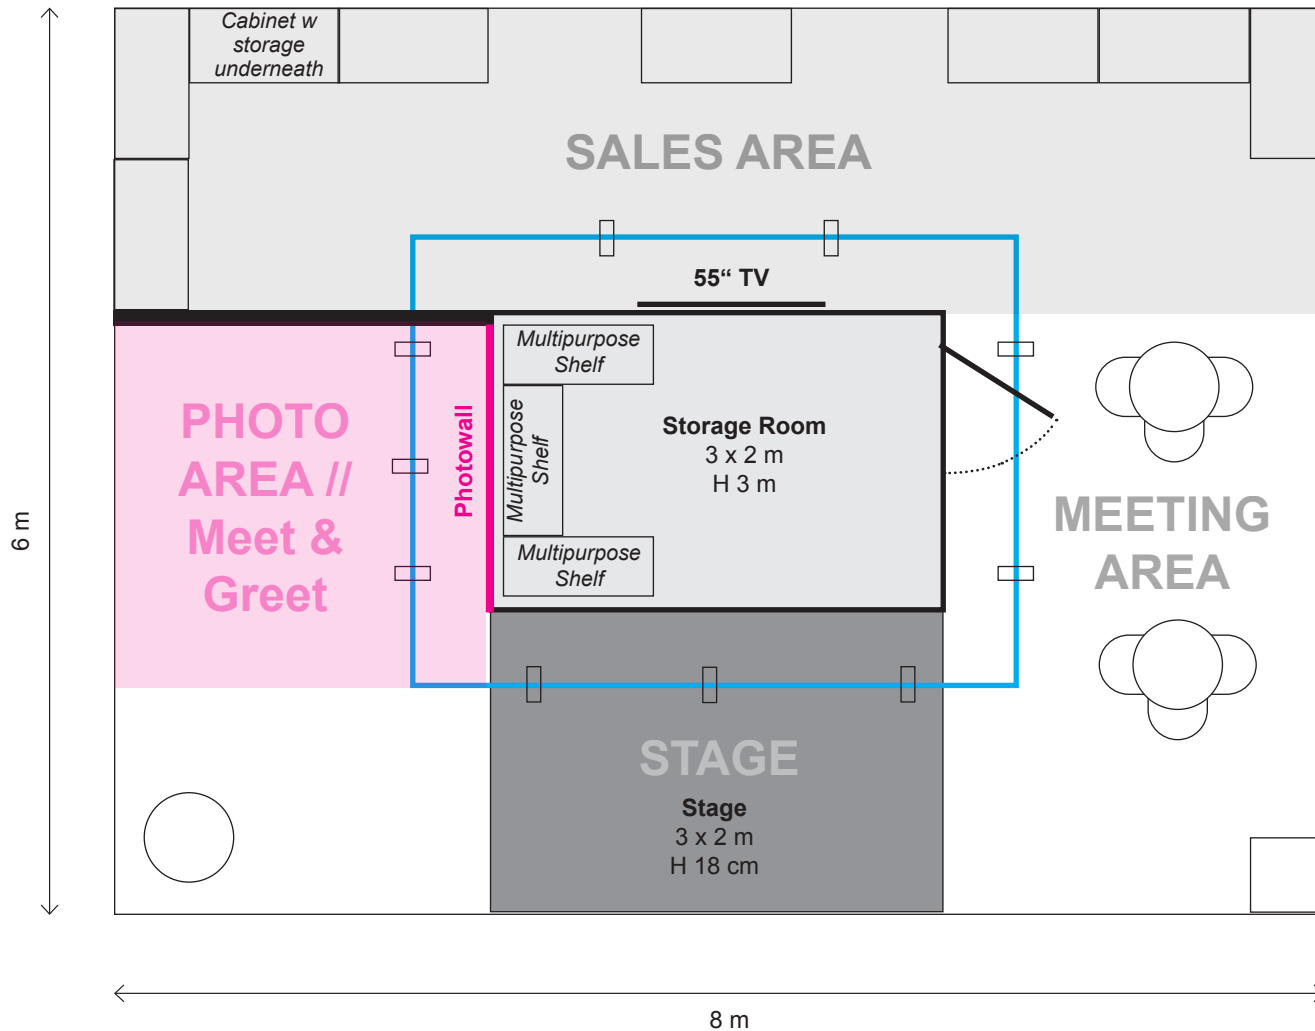 Cabinet w
storage
underneath
SALES AREA
55“ TV
Multipurpose
Shelf
PHOTO
AREA //
Meet &
Greet
Photowall
Multipurpose
Shelf
Storage Room
3 x 2 m
H 3 m
Multipurpose
Shelf
MEETING
AREA
6 m
STAGE
Stage
3 x 2 m
H 18 cm
8 m